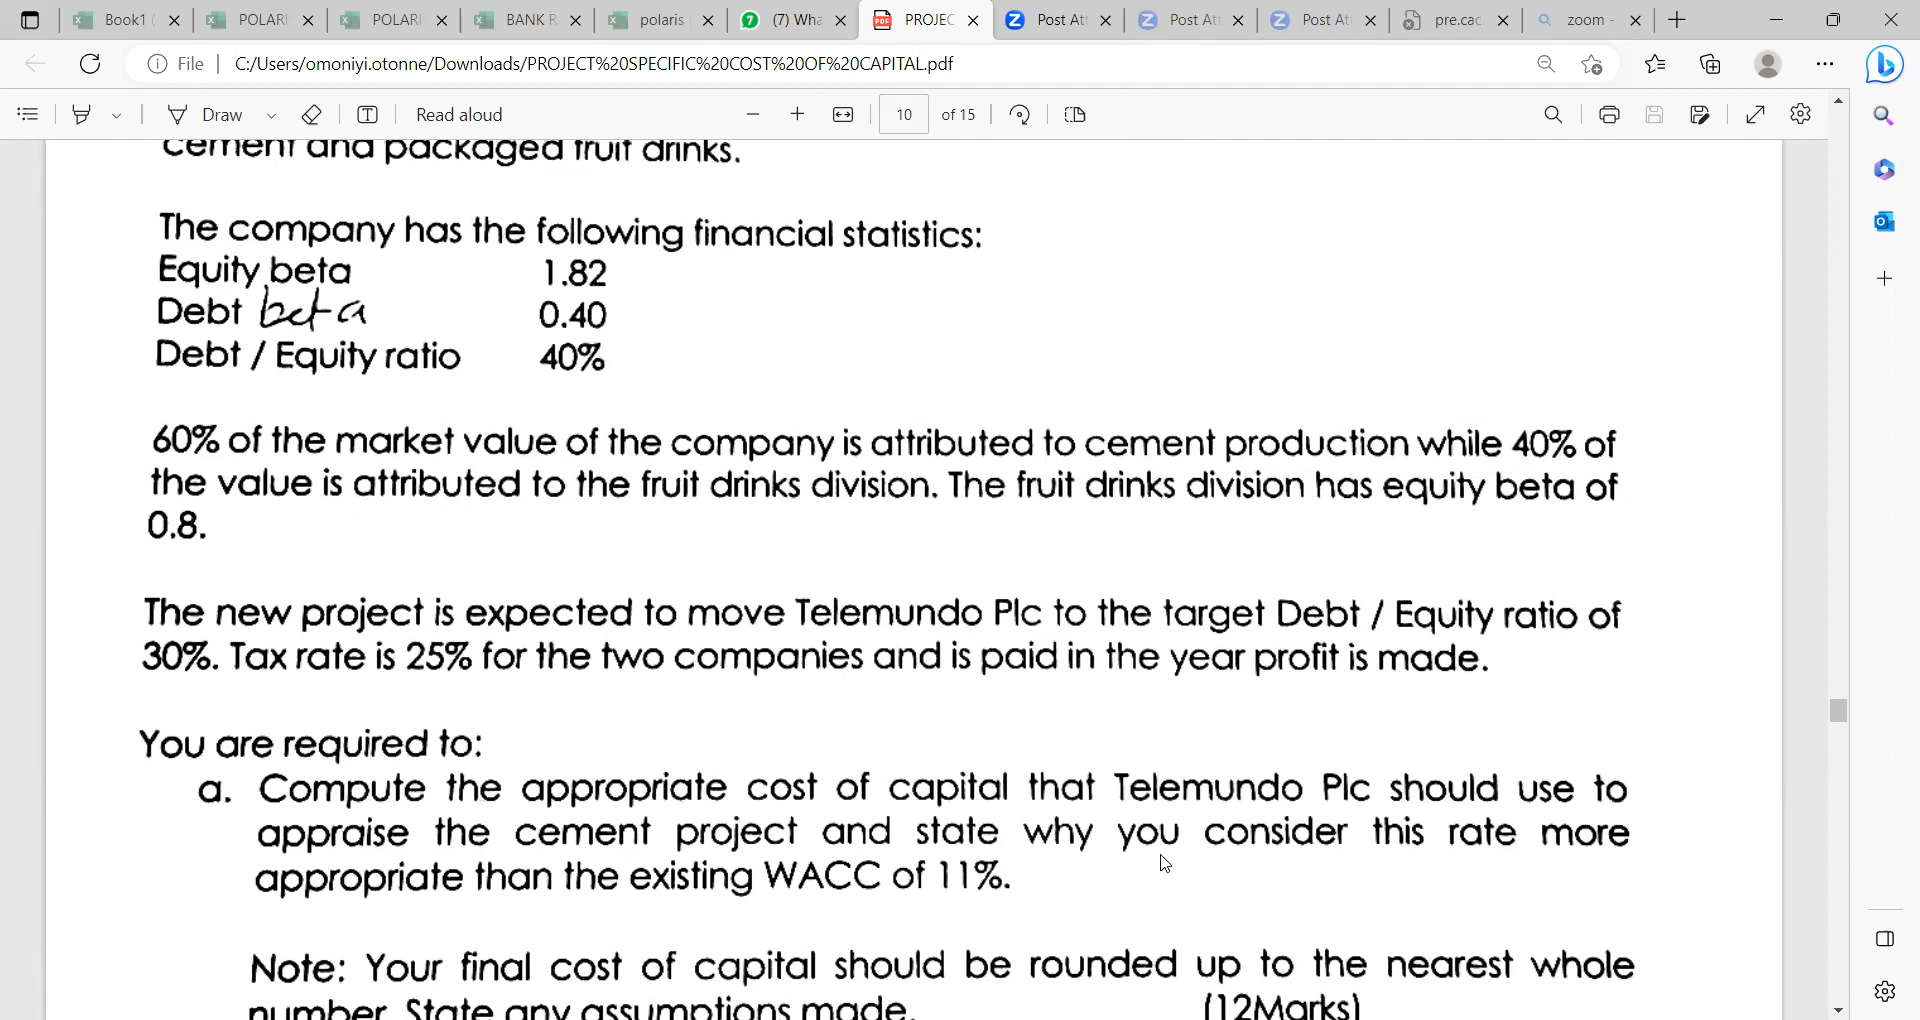 Book1 (
POLARI
POLARI
BANK R
polaris
(7) Wha
PROJEC
Post Att
Post Att
Post Att
pre.cac
zoom -
File
C:/Users/omoniyi.otonne/Downloads/PROJECT%20SPECIFIC%20COST%20OF%20CAPITAL.pdf
Draw
Read aloud
10 of 15
cement and packaged fruit drinks.
The company has the following financial statistics:
Equity beta 1.82
Debt beta 0.40
Debt / Equity ratio 40%
60% of the market value of the company is attributed to cement production while 40% of
the value is attributed to the fruit drinks division. The fruit drinks division has equity beta of
0.8.
The new project is expected to move Telemundo Plc to the target Debt / Equity ratio of
30%. Tax rate is 25% for the two companies and is paid in the year profit is made.
You are required to:
a. Compute the appropriate cost of capital that Telemundo Plc should use to
appraise the cement project and state why you consider this rate more
appropriate than the existing WACC of 11%.
Note: Your final cost of capital should be rounded up to the nearest whole
number. State any assumptions made. (12Marks)